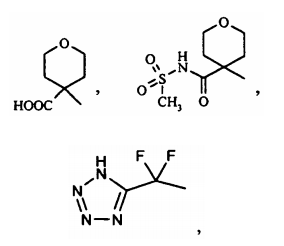 O O
HOOC , O S O H N CH3 O ,
H N N N N F F ,